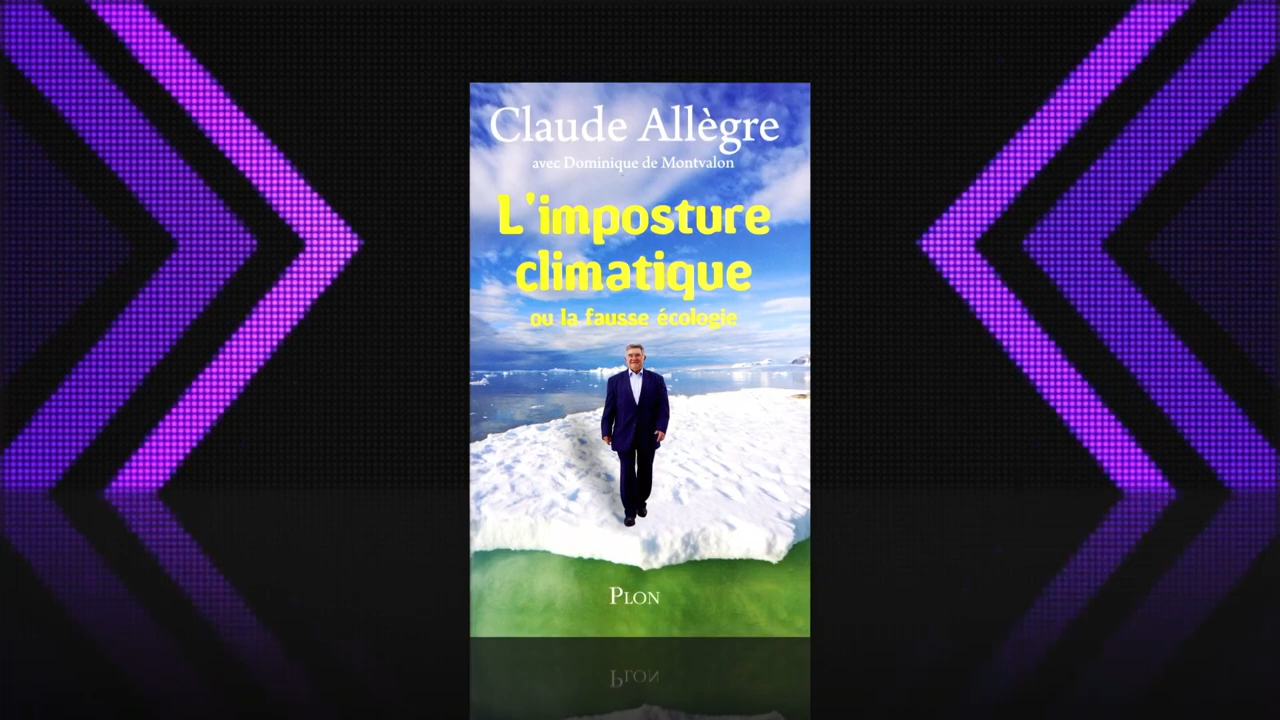 Claude Allègre
avec Dominique de Montvalon
L'imposture
climatique
ou la fausse écologie
PLON